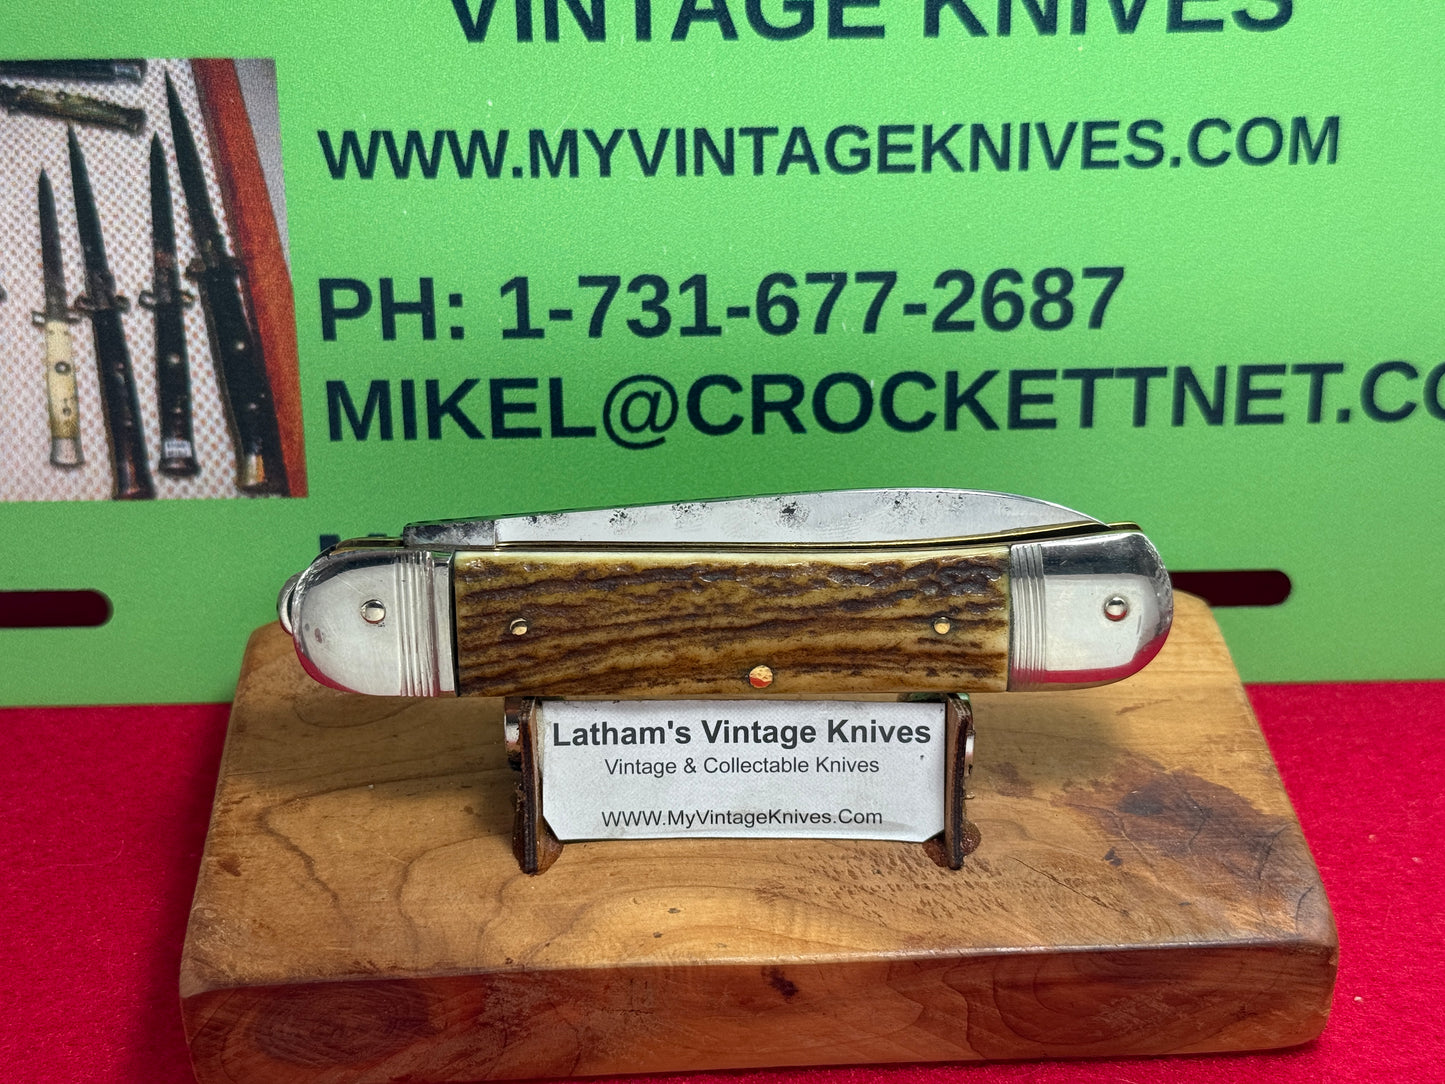 VINTAGE KNIVES
WWW.MYVINTAGEKNIVES.COM
PH: 1-731-677-2687
MIKEL@CROCKETTNET.CO
Latham's Vintage Knives
Vintage & Collectable Knives
WWW.MyVintageKnives.Com